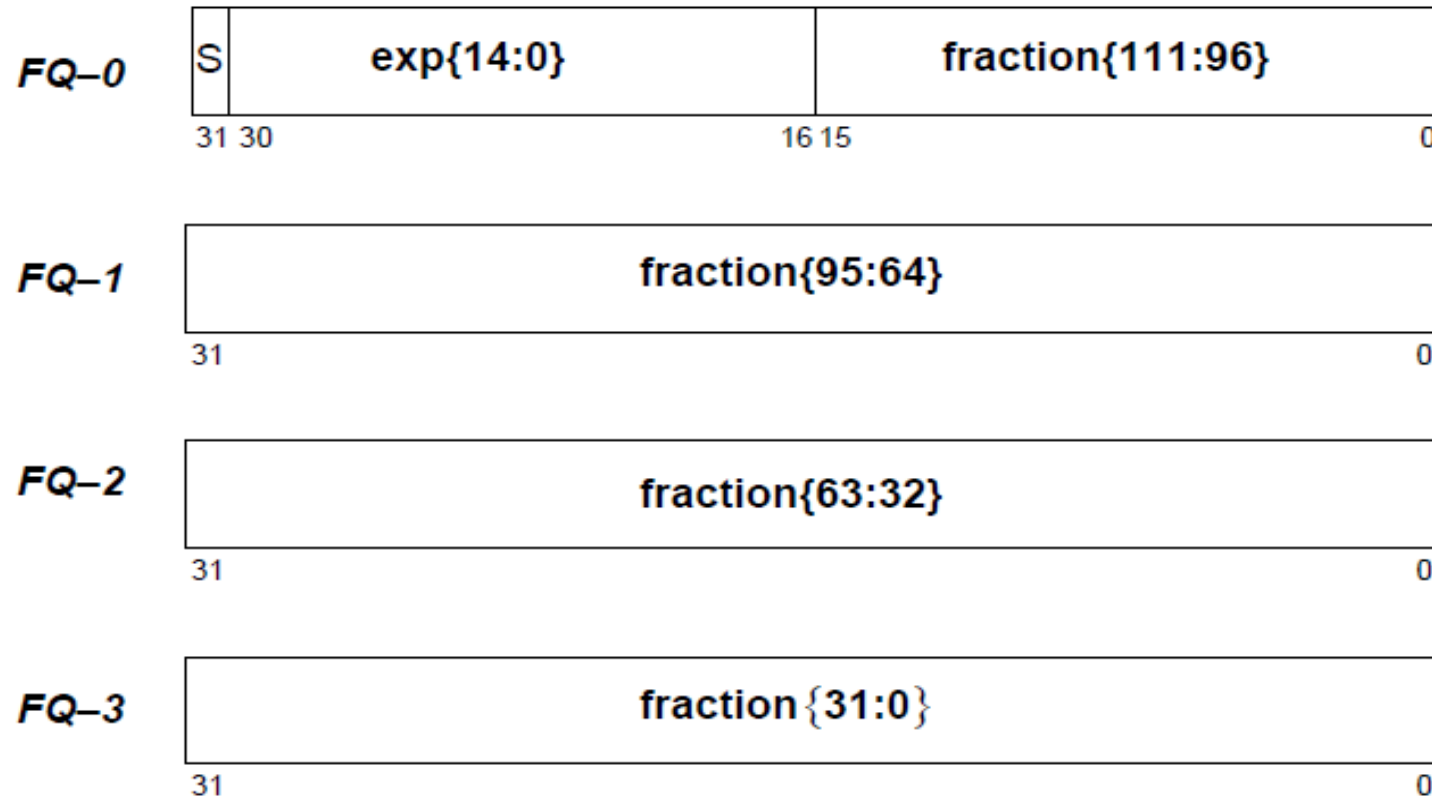 FQ–0 S exp{14:0} fraction{111:96}
31 30 16 15 0
FQ–1 fraction{95:64}
31 0
FQ–2 fraction{63:32}
31 0
FQ–3 fraction{31:0}
31 0